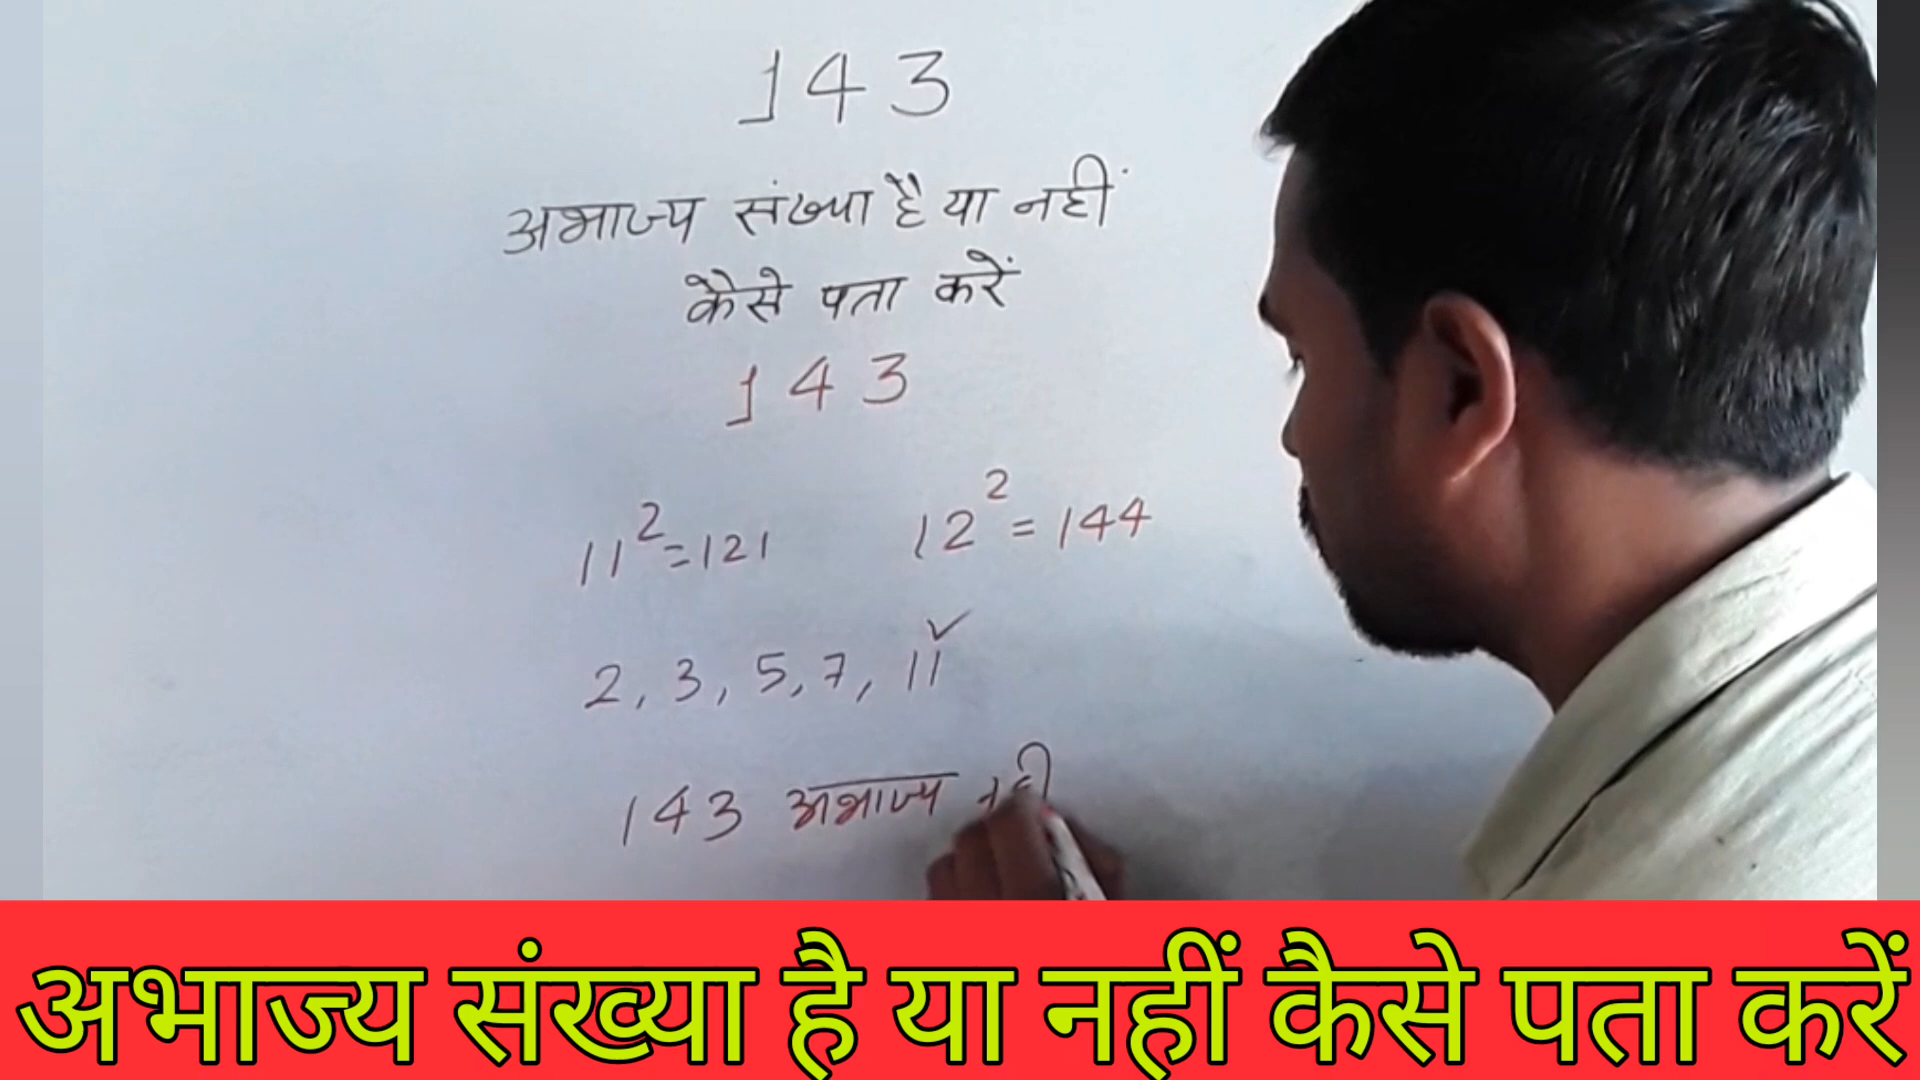 143
अभाज्य संख्या है या नहीं
कैसे पता करें
143
11²=121 12²=144
2, 3, 5, 7, 11 ✓
143 अभाज्य नही
अभाज्य संख्या है या नहीं कैसे पता करें